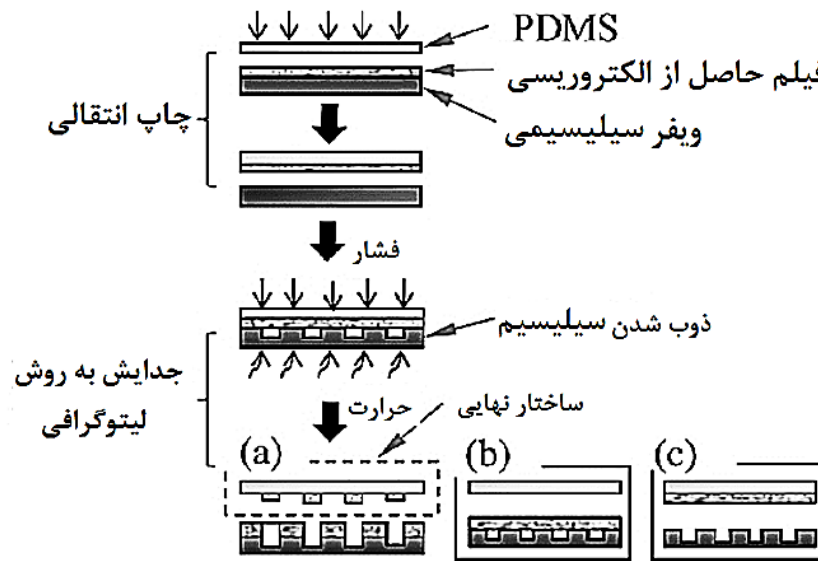 PDMS
فیلم حاصل از الکتروریسی
ویفر سیلیسیمی
چاپ انتقالی
فشار
ذوب شدن سیلیسیم
جدایش به روش
لیتوگرافی
حرارت
ساختار نهایی
(a)
(b)
(c)